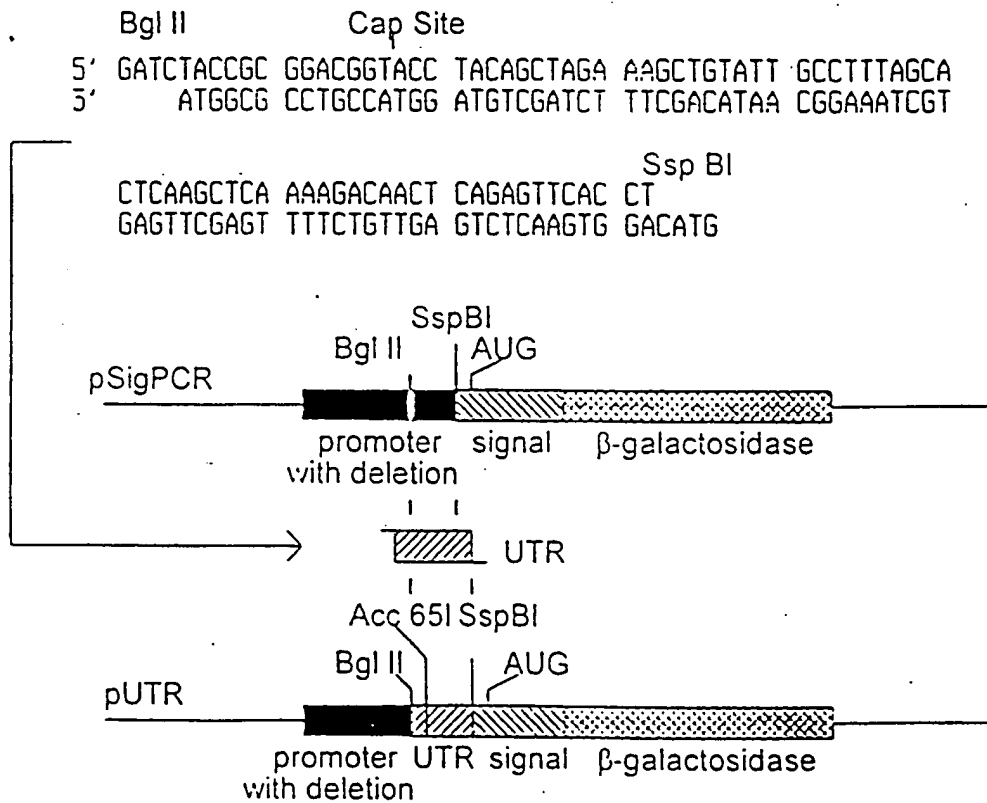 Bgl II Cap Site
5' GATCTACCGC GGACGGTACC TACAGCTAGA AAGCTGTATT GCCTTTAGCA
3' ATGGCG CCTGCCATGG ATGTCGATCT TTCGACATAA CGGAAATCGT
Ssp BI
CTCAAGCTCA AAAGACAACT CAGAGTTCAC CT
GAGTTCGAGT TTTCTGTTGA GTCTCAAGTG GACATG
SspBI
Bgl II AUG
pSigPCR
promoter signal β-galactosidase
with deletion
UTR
Acc 65I SspBI
Bgl II AUG
pUTR
promoter UTR signal β-galactosidase
with deletion